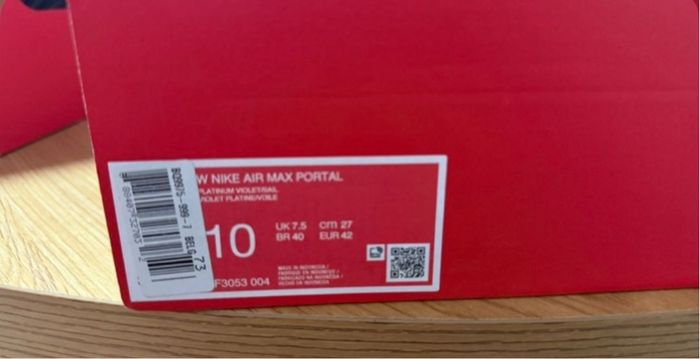 W NIKE AIR MAX PORTAL
PLATINUM VIOLET/SAIL
VIOLET PLATINE/VOILE
10
UK 7.5 cm 27
BR 40 EUR 42
MADE IN INDONESIA /
FABRIQUÉ EN INDONÉSIE /
FABRICADO NA INDONÉSIA /
HECHO EN INDONESIA
F3053 004
73